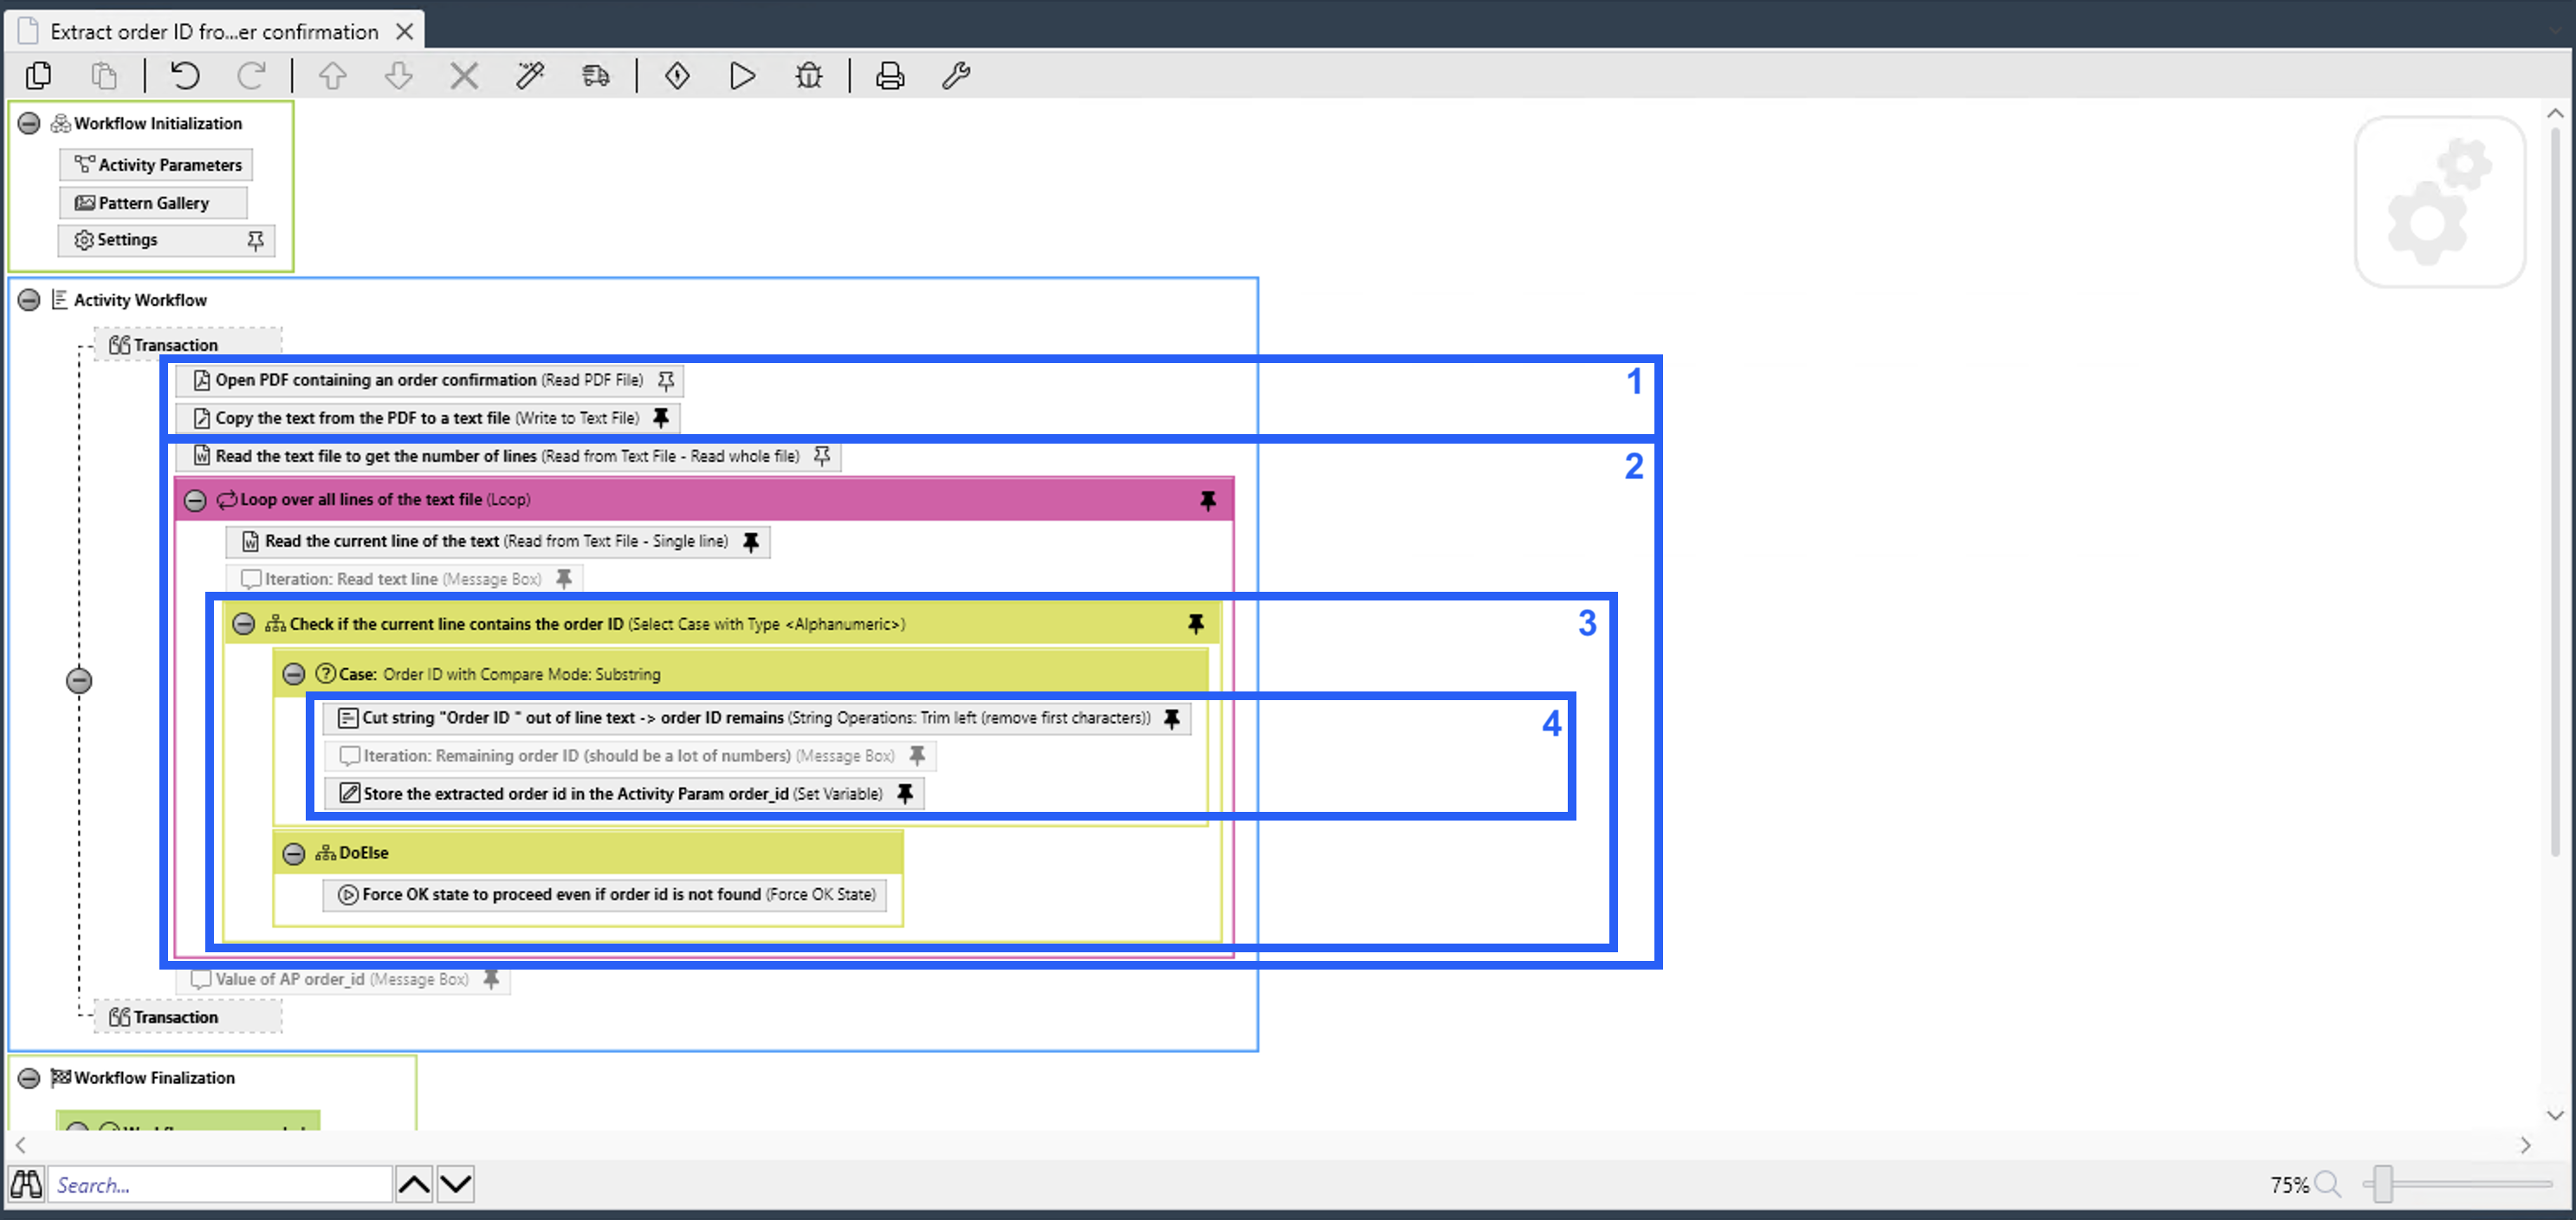 Extract order ID fro...er confirmation
Workflow Initialization
Activity Parameters
Pattern Gallery
Settings
Activity Workflow
Transaction
Open PDF containing an order confirmation (Read PDF File)
1
Copy the text from the PDF to a text file (Write to Text File)
Read the text file to get the number of lines (Read from Text File - Read whole file)
2
Loop over all lines of the text file (Loop)
Read the current line of the text (Read from Text File - Single line)
Iteration: Read text line (Message Box)
Check if the current line contains the order ID (Select Case with Type <Alphanumeric>)
3
Case: Order ID with Compare Mode: Substring
Cut string "Order ID " out of line text -> order ID remains (String Operations: Trim left (remove first characters))
4
Iteration: Remaining order ID (should be a lot of numbers) (Message Box)
Store the extracted order id in the Activity Param order_id (Set Variable)
DoElse
Force OK state to proceed even if order id is not found (Force OK State)
Value of AP order_id (Message Box)
Transaction
Workflow Finalization
Search...
75%